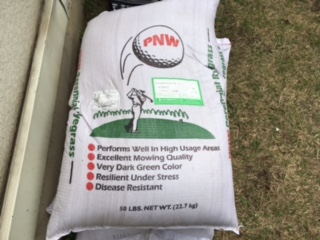 PNW
Performs Well In High Usage Areas
Excellent Mowing Quality
Very Dark Green Color
Resilient Under Stress
Disease Resistant
50 LBS. NET WT. (22.7 kg)